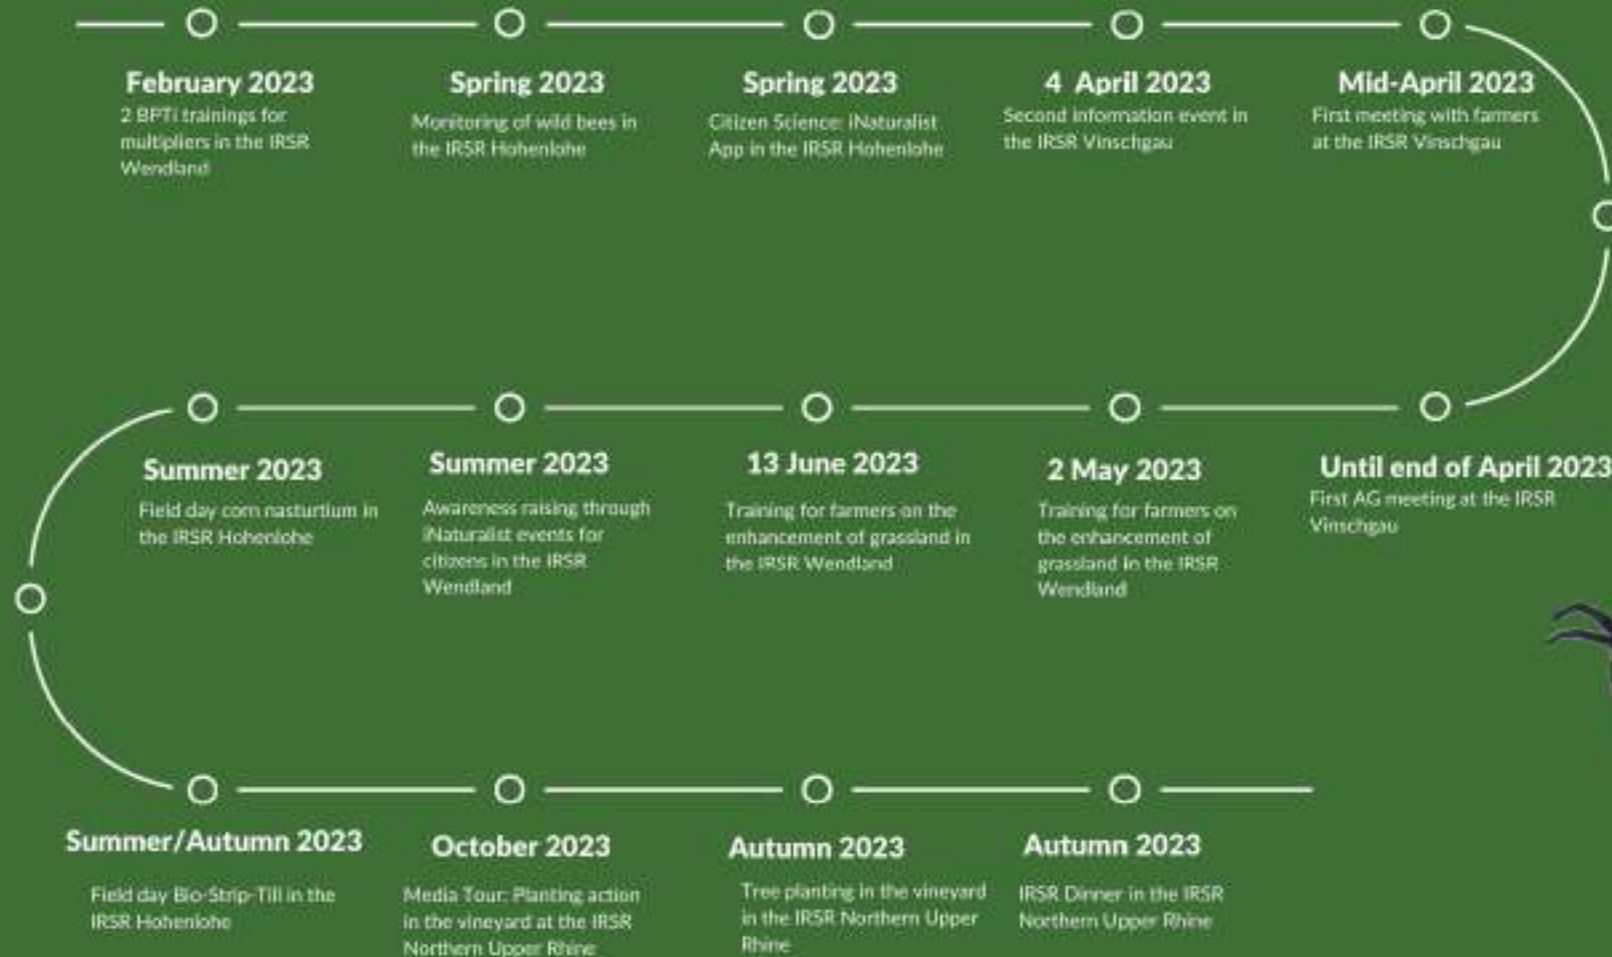 February 2023
2 BPTi trainings for
multipliers in the IRSR
Wendland
Spring 2023
Monitoring of wild bees in
the IRSR Hohenlohe
Spring 2023
Citizen Science: iNaturalist
App in the IRSR Hohenlohe
4 April 2023
Second information event in
the IRSR Vinschgau
Mid-April 2023
First meeting with farmers
at the IRSR Vinschgau
Until end of April 2023
First AG meeting at the IRSR
Vinschgau
2 May 2023
Training for farmers on
the enhancement of
grassland in the IRSR
Wendland
13 June 2023
Training for farmers on the
enhancement of grassland in
the IRSR Wendland
Summer 2023
Awareness raising through
iNaturalist events for
citizens in the IRSR
Wendland
Summer 2023
Field day corn nasturtium in
the IRSR Hohenlohe
Summer/Autumn 2023
Field day Bio-Strip-Till in the
IRSR Hohenlohe
October 2023
Media Tour: Planting action
in the vineyard at the IRSR
Northern Upper Rhine
Autumn 2023
Tree planting in the vineyard
in the IRSR Northern Upper
Rhine
Autumn 2023
IRSR Dinner in the IRSR
Northern Upper Rhine